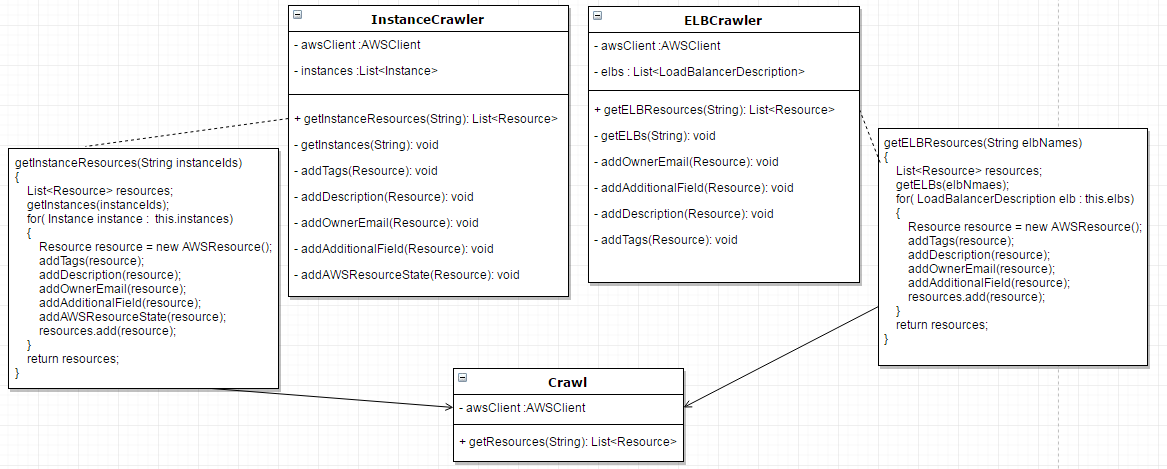 InstanceCrawler
- awsClient :AWSClient
- instances :List<Instance>
+ getInstanceResources(String): List<Resource>
- getInstances(String): void
- addTags(Resource): void
- addDescription(Resource): void
- addOwnerEmail(Resource): void
- addAdditionalField(Resource): void
- addAWSResourceState(Resource): void
ELBCrawler
- awsClient :AWSClient
- elbs : List<LoadBalancerDescription>
+ getELBResources(String): List<Resource>
- getELBs(String): void
- addOwnerEmail(Resource): void
- addAdditionalField(Resource): void
- addDescription(Resource): void
- addTags(Resource): void
getInstanceResources(String instanceIds)
{
List<Resource> resources;
getInstances(instanceIds);
for( Instance instance : this.instances)
{
Resource resource = new AWSResource();
addTags(resource);
addDescription(resource);
addOwnerEmail(resource);
addAdditionalField(resource);
addAWSResourceState(resource);
resources.add(resource);
}
return resources;
}
getELBResources(String elbNames)
{
List<Resource> resources;
getELBs(elbNmaes);
for( LoadBalancerDescription elb : this.elbs)
{
Resource resource = new AWSResource();
addTags(resource);
addDescription(resource);
addOwnerEmail(resource);
addAdditionalField(resource);
resources.add(resource);
}
return resources;
}
Crawl
- awsClient :AWSClient
+ getResources(String): List<Resource>